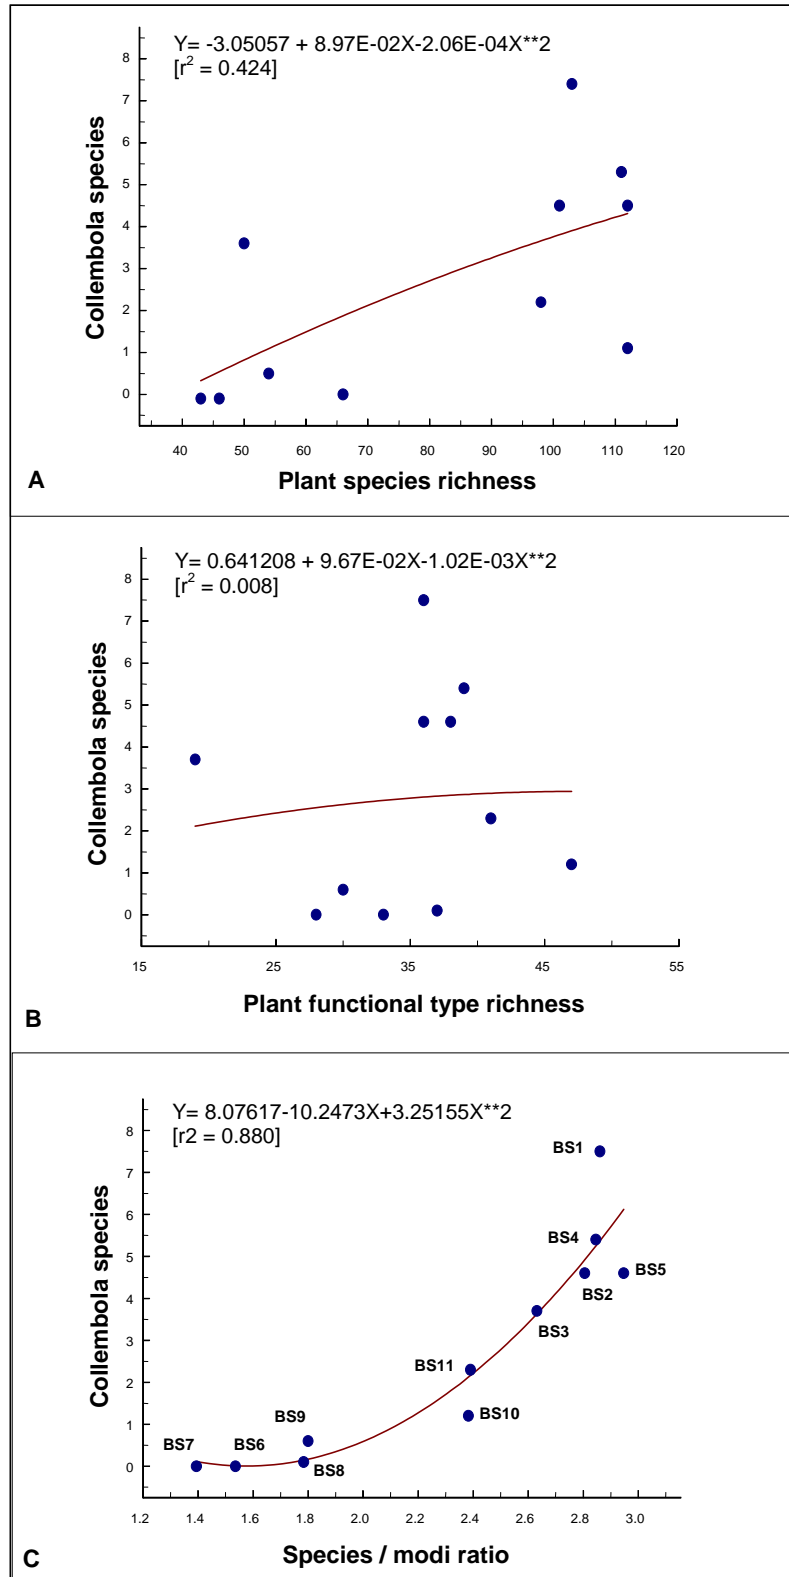 Y= -3.05057 + 8.97E-02X-2.06E-04X**2
[r² = 0.424]
Collembola species
8
7
6
5
4
3
2
1
0
40 50 60 70 80 90 100 110 120
Plant species richness
A
Y= 0.641208 + 9.67E-02X-1.02E-03X**2
[r² = 0.008]
Collembola species
8
7
6
5
4
3
2
1
0
15 25 35 45 55
Plant functional type richness
B
Y= 8.07617-10.2473X+3.25155X**2
[r2 = 0.880]
Collembola species
8
7
6
5
4
3
2
1
0
BS1
BS4
BS5
BS2
BS3
BS11
BS10
BS9
BS7
BS6
BS8
1.2 1.4 1.6 1.8 2.0 2.2 2.4 2.6 2.8 3.0
Species / modi ratio
C